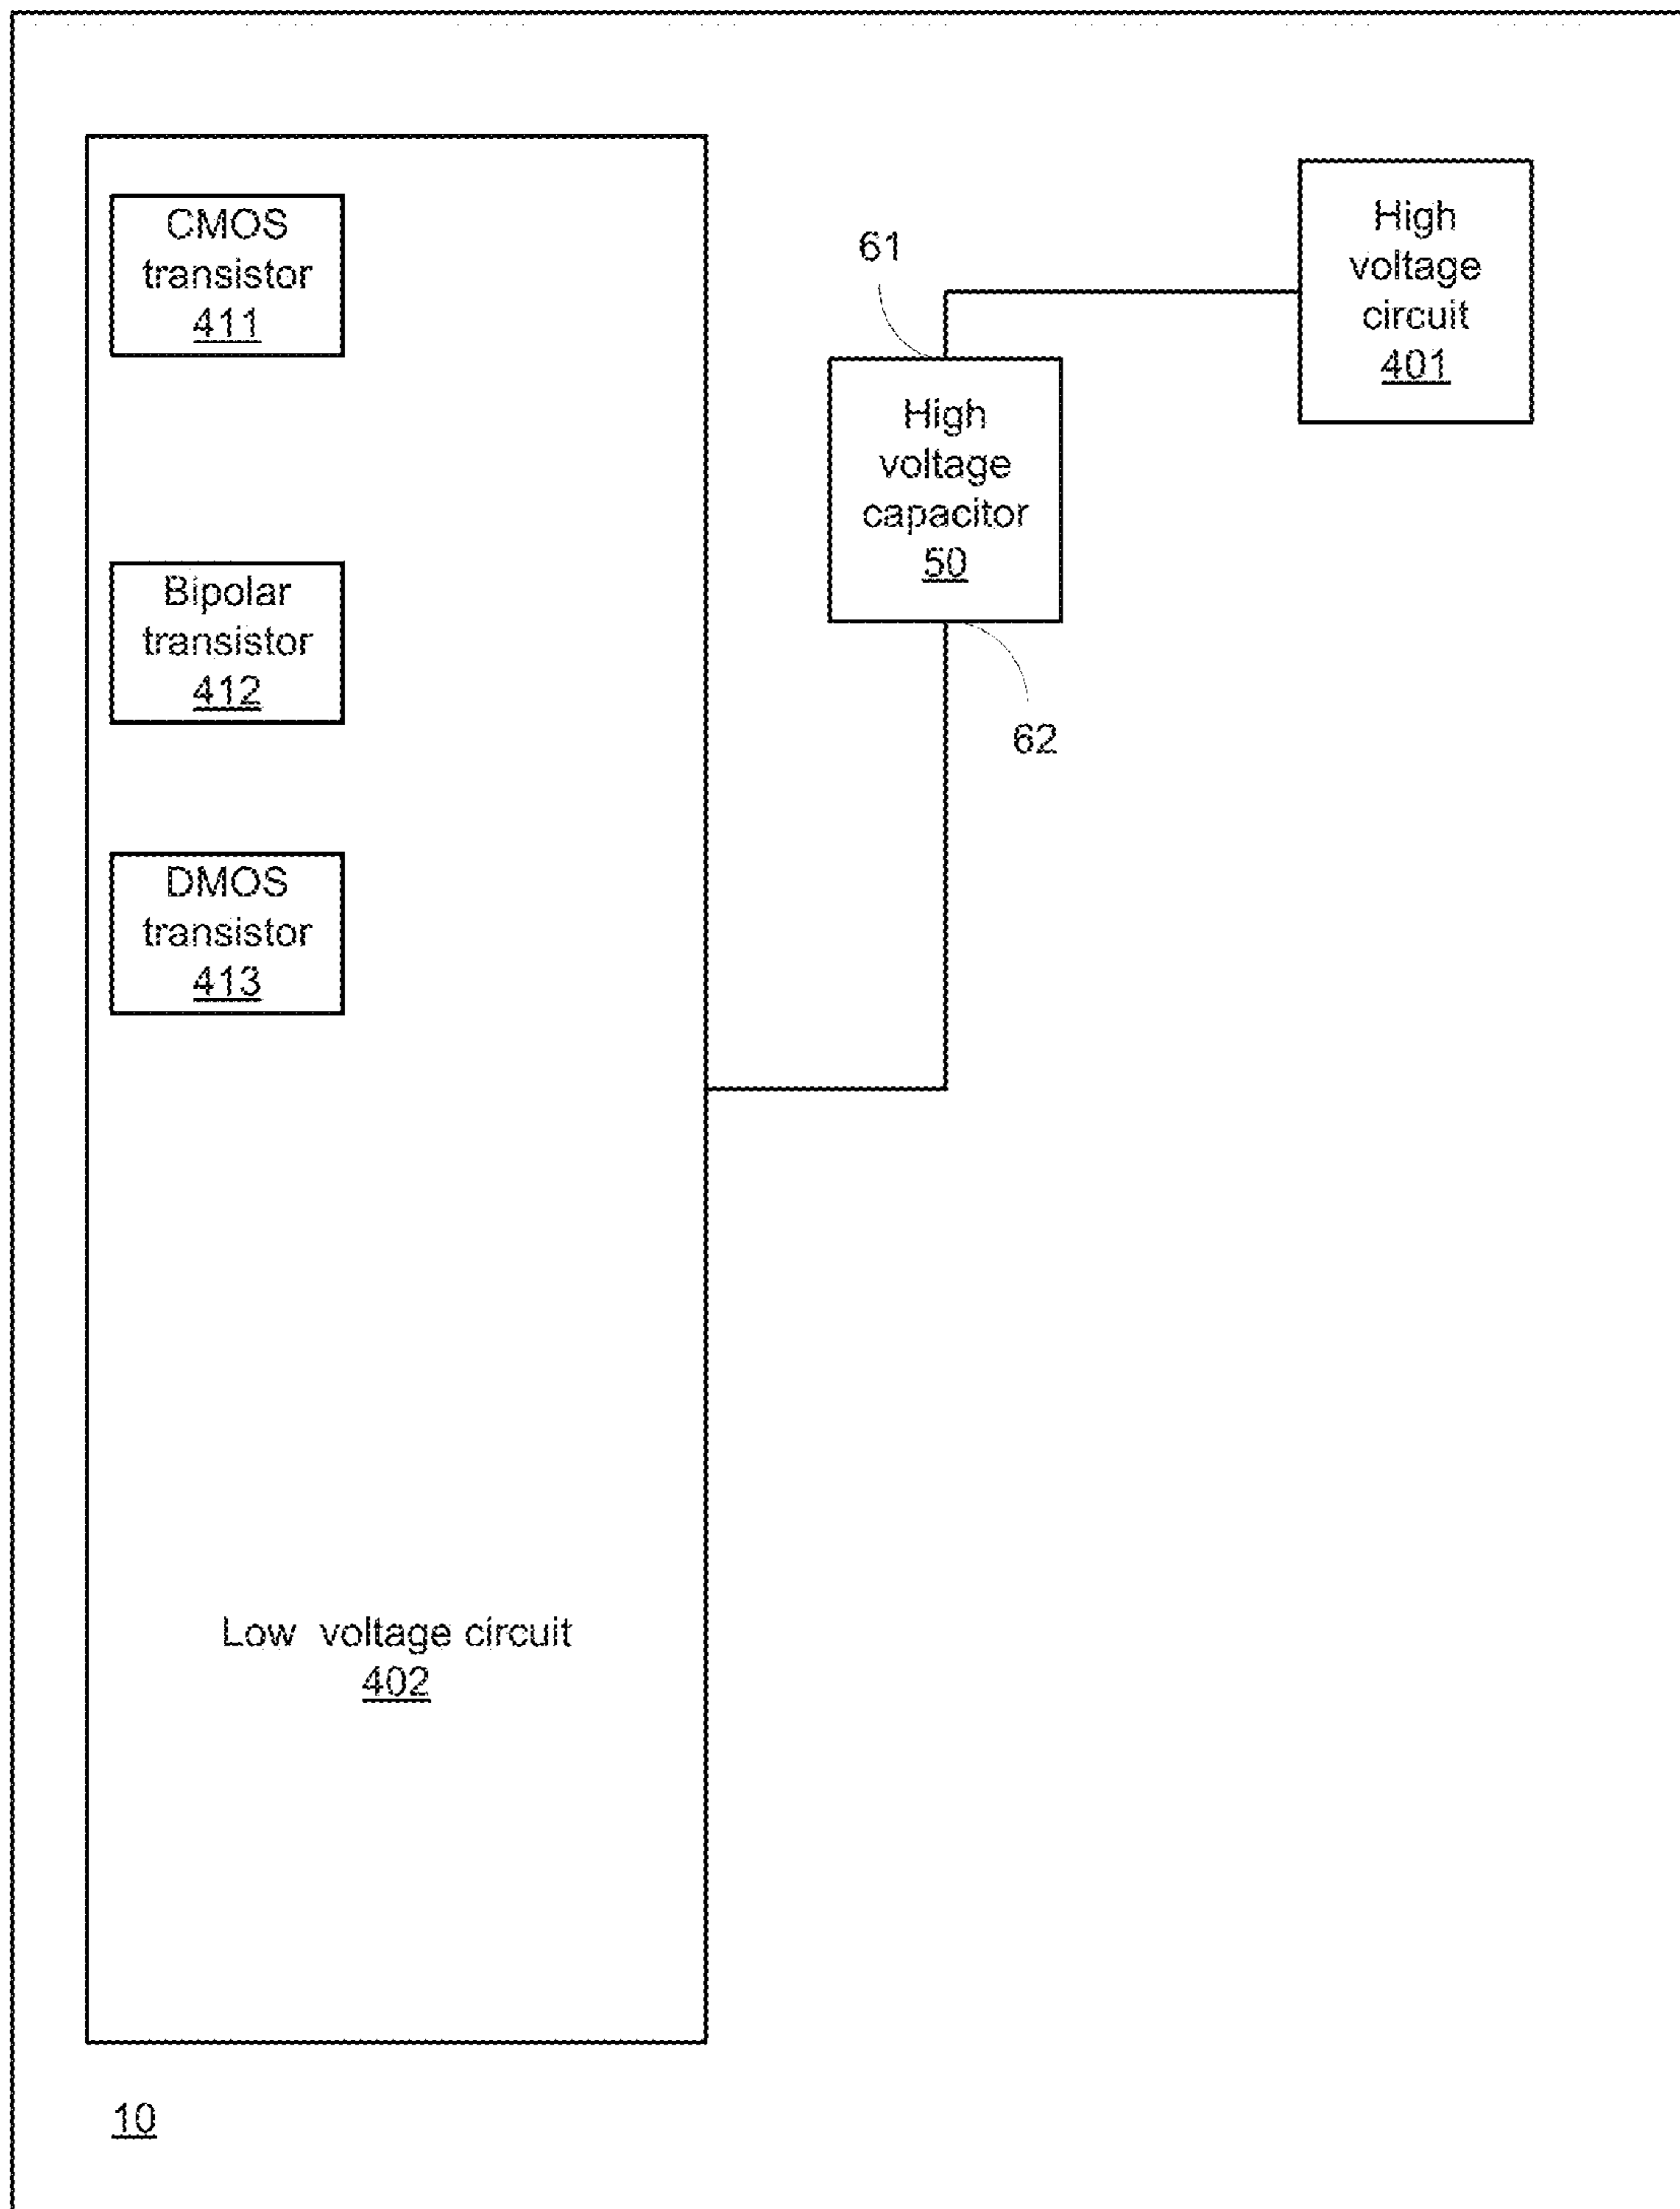 CMOS
transistor
411
Bipolar
transistor
412
DMOS
transistor
413
Low voltage circuit
402
61
High
voltage
capacitor
50
62
High
voltage
circuit
401
10